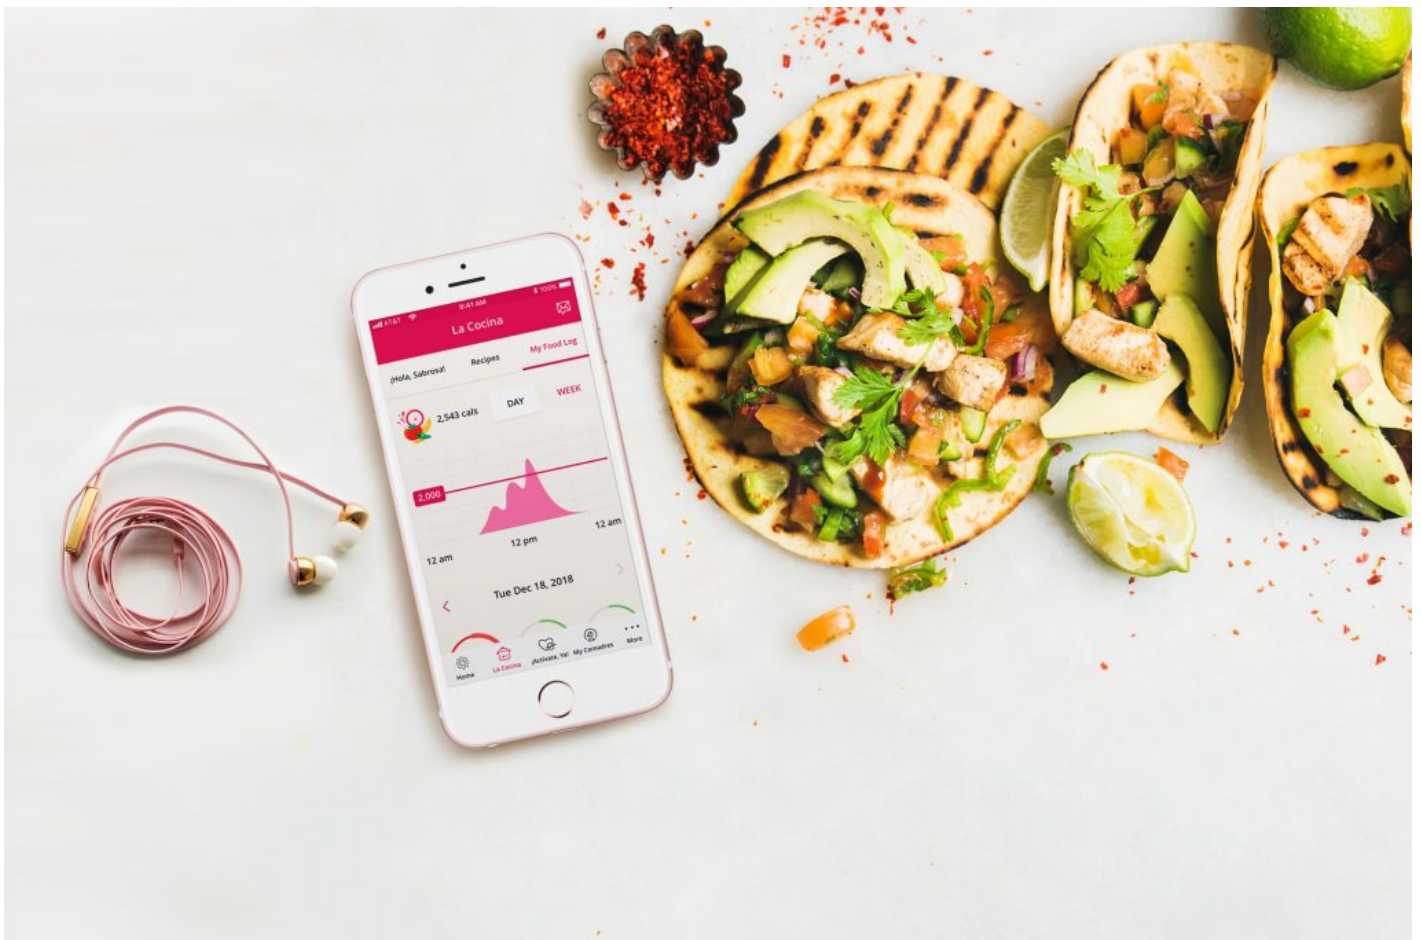 AT&T 9:41 AM 100%
La Cocina
¡Hola, Sabrosa! Recipes My Food Log
2,543 cals DAY WEEK
2,000
12 am 12 pm 12 am
Tue Dec 18, 2018
Home La Cocina ¡Actívate, Ya! My Comadres More